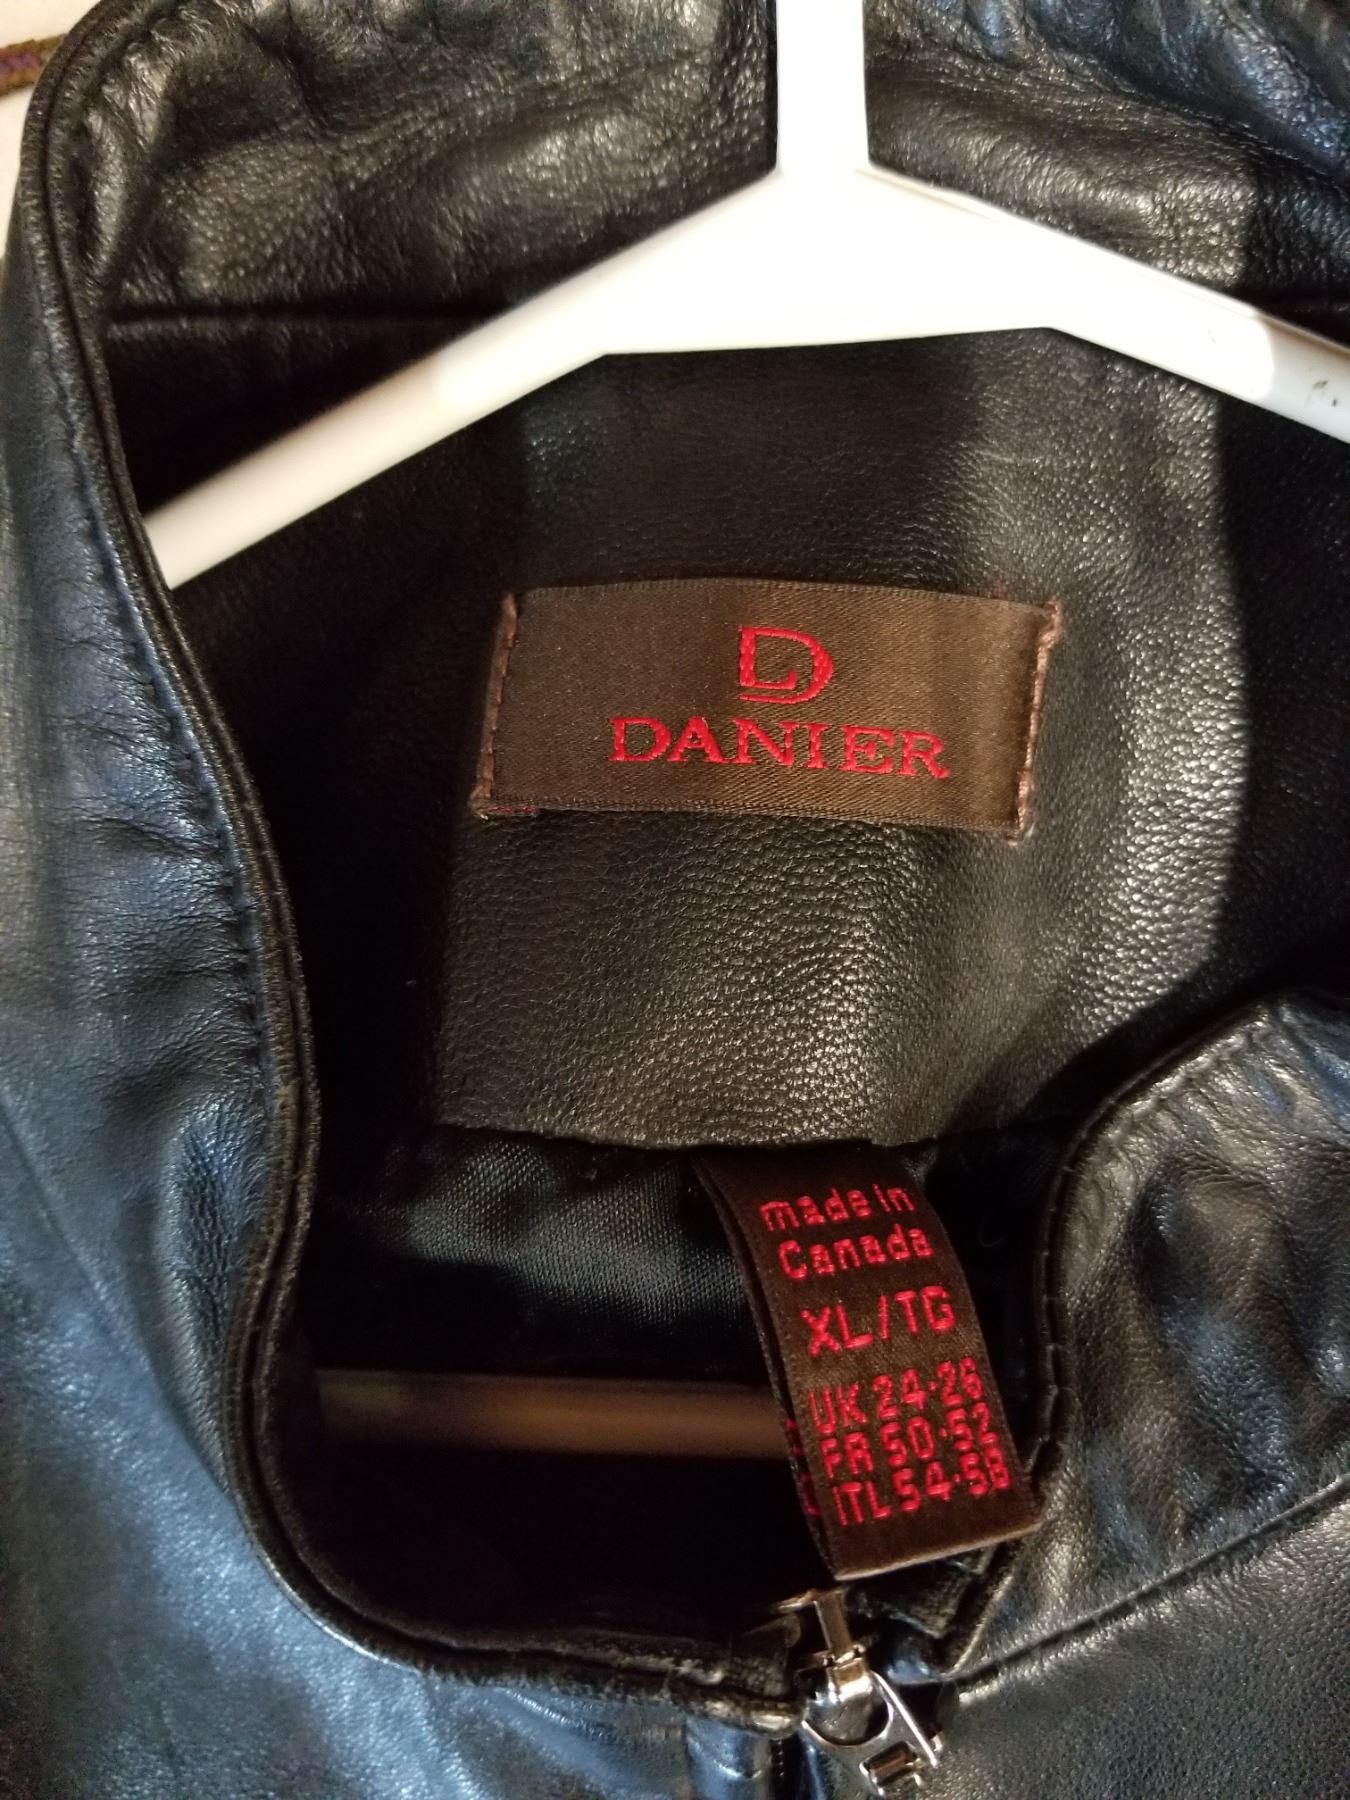 D
DANIER
made in
Canada
XL/TG
UK 24-26
FR 50-52
ITL 54-58